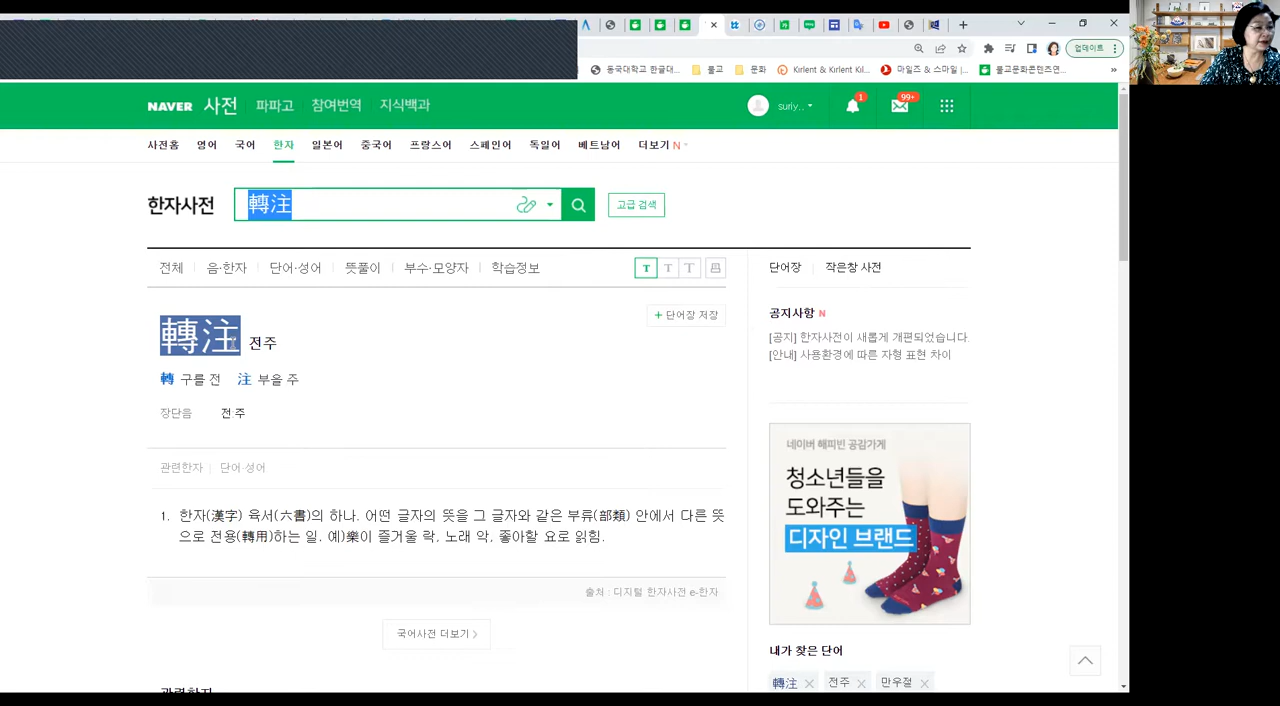 업데이트
동국대학교 한글대...
불교
문화
Kırlent & Kırlent Kıl...
마일즈 & 스마일 |...
불교문화콘텐츠연...
»
NAVER 사전 파파고 참여번역 지식백과
suriy..
1
99+
사전홈 영어 국어 한자 일본어 중국어 프랑스어 스페인어 독일어 베트남어 더보기 N
한자사전 轉注 고급 검색
전체 음·한자 단어·성어 뜻풀이 부수·모양자 학습정보
T T T
+ 단어장 저장
轉注 전주
轉 구를 전 注 부을 주
장단음 전:주
관련한자 단어·성어
1. 한자(漢字) 육서(六書)의 하나. 어떤 글자의 뜻을 그 글자와 같은 부류(部類) 안에서 다른 뜻
으로 전용(轉用)하는 일. 예)樂이 즐거울 락, 노래 악, 좋아할 요로 읽힘.
출처 : 디지털 한자사전 e-한자
국어사전 더보기
관련한자
단어장 작은창 사전
공지사항 N
[공지] 한자사전이 새롭게 개편되었습니다.
[안내] 사용환경에 따른 자형 표현 차이
네이버 해피빈 공감가게
청소년들을
도와주는
디자인 브랜드
내가 찾은 단어
轉注 전주 만우절